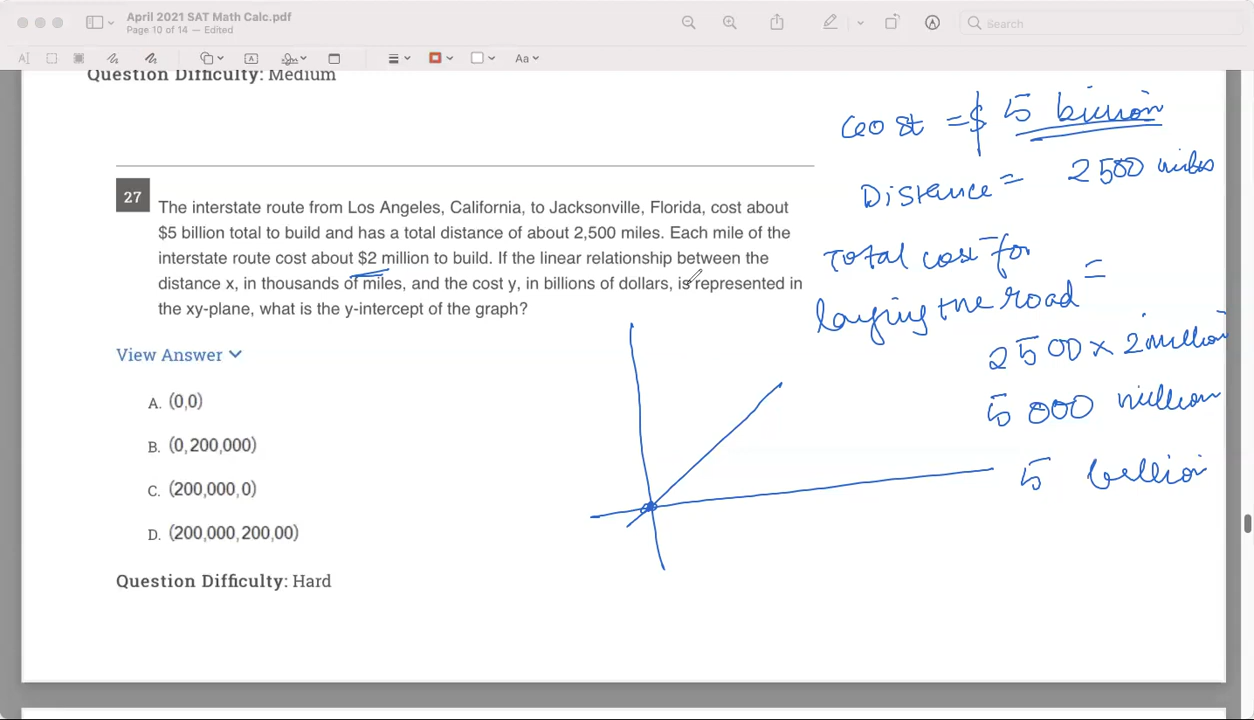 April 2021 SAT Math Calc.pdf
Page 10 of 14 – Edited
Search
Aa
Question Difficulty: Medium
27
The interstate route from Los Angeles, California, to Jacksonville, Florida, cost about
$5 billion total to build and has a total distance of about 2,500 miles. Each mile of the
interstate route cost about $2 million to build. If the linear relationship between the
distance x, in thousands of miles, and the cost y, in billions of dollars, is represented in
the xy-plane, what is the y-intercept of the graph?
View Answer
A. (0,0)
B. (0,200,000)
C. (200,000,0)
D. (200,000,200,00)
Question Difficulty: Hard
Cost = $ 5 billion
Distance = 2500 miles
Total cost for
laying the road =
2500 × 2 million
5000 million
5 billion